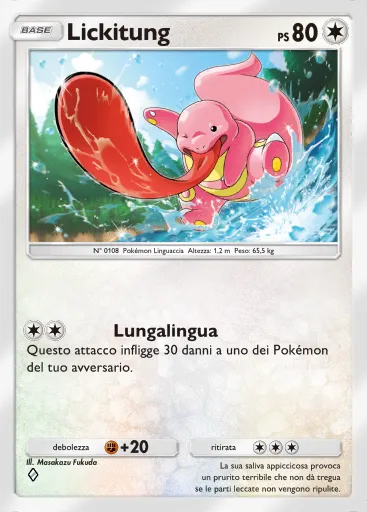 BASE Lickitung PS 80
N° 0108 Pokémon Linguaccia Altezza: 1,2 m Peso: 65,5 kg
Lungalingua
Questo attacco infligge 30 danni a uno dei Pokémon
del tuo avversario.
debolezza +20 ritirata
Ill. Masakazu Fukuda
La sua saliva appiccicosa provoca
un prurito terribile che non dà tregua
se le parti leccate non vengono ripulite.